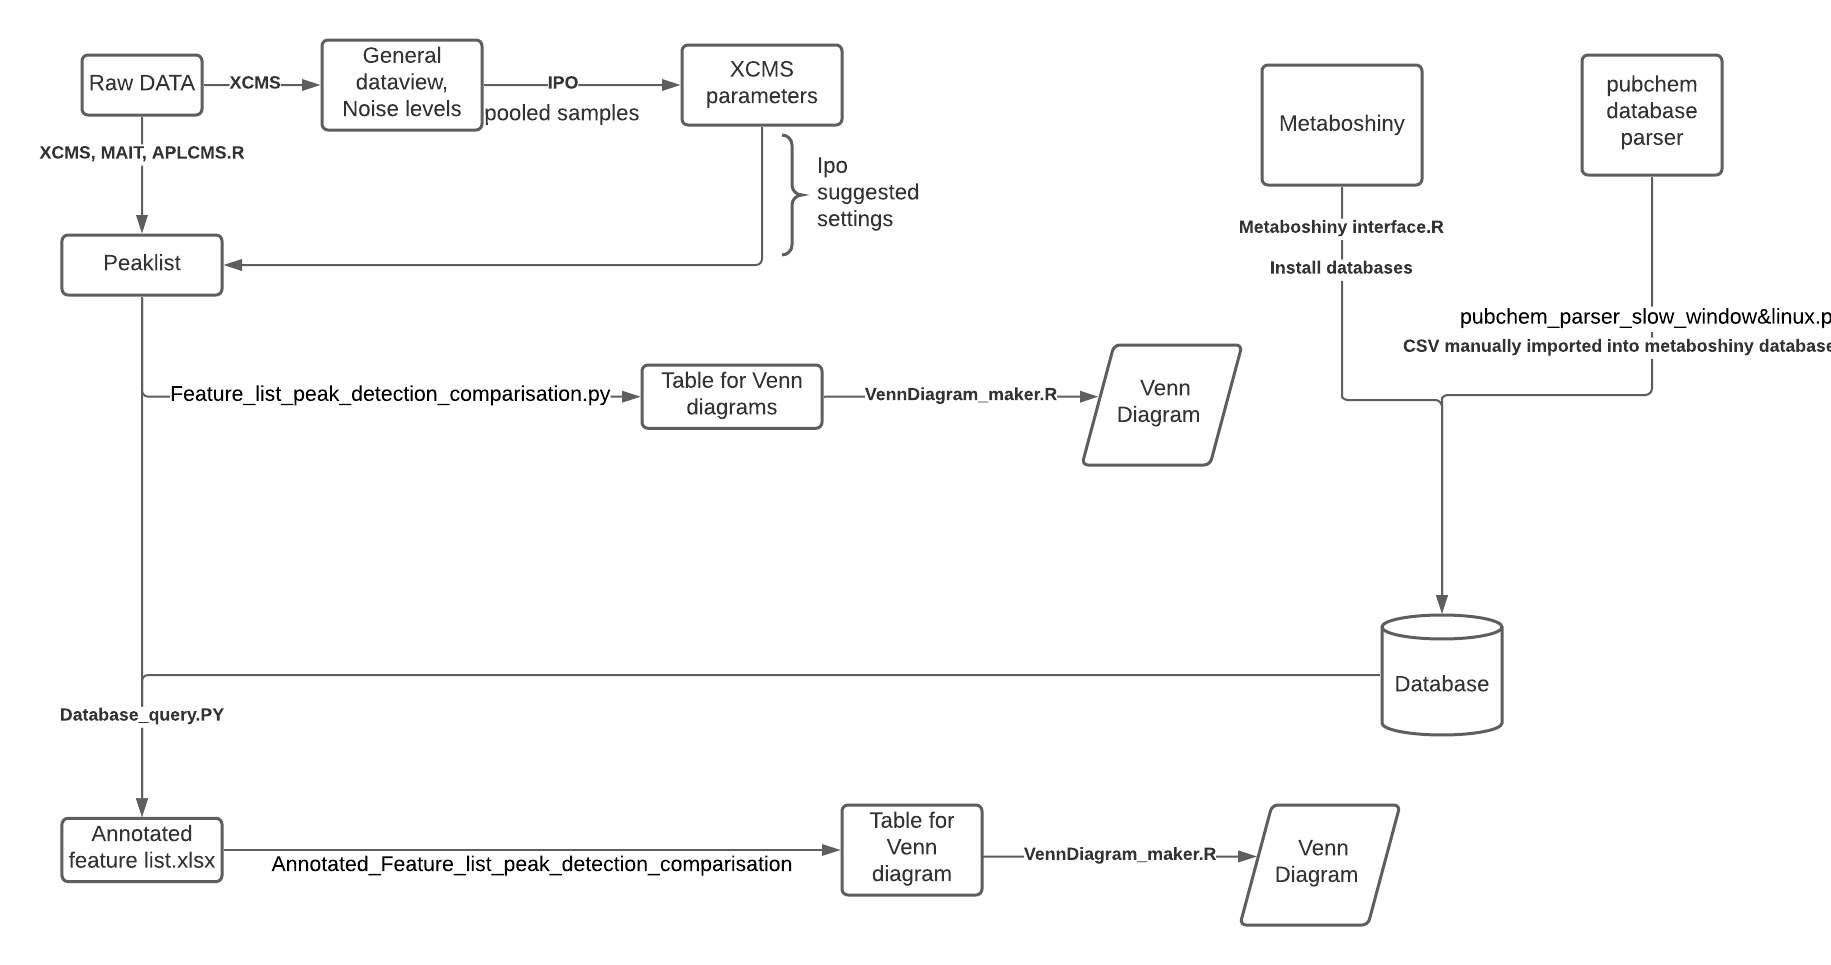 Raw DATA
XCMS
General
dataview,
Noise levels
IPO
pooled samples
XCMS
parameters
XCMS, MAIT, APLCMS.R
Ipo
suggested
settings
Peaklist
Metaboshiny
pubchem
database
parser
Metaboshiny interface.R
Install databases
pubchem_parser_slow_window&linux.p
CSV manually imported into metaboshiny database
Feature_list_peak_detection_comparisation.py
Table for Venn
diagrams
VennDiagram_maker.R
Venn
Diagram
Database
Database_query.PY
Annotated
feature list.xlsx
Annotated_Feature_list_peak_detection_comparisation
Table for
Venn
diagram
VennDiagram_maker.R
Venn
Diagram